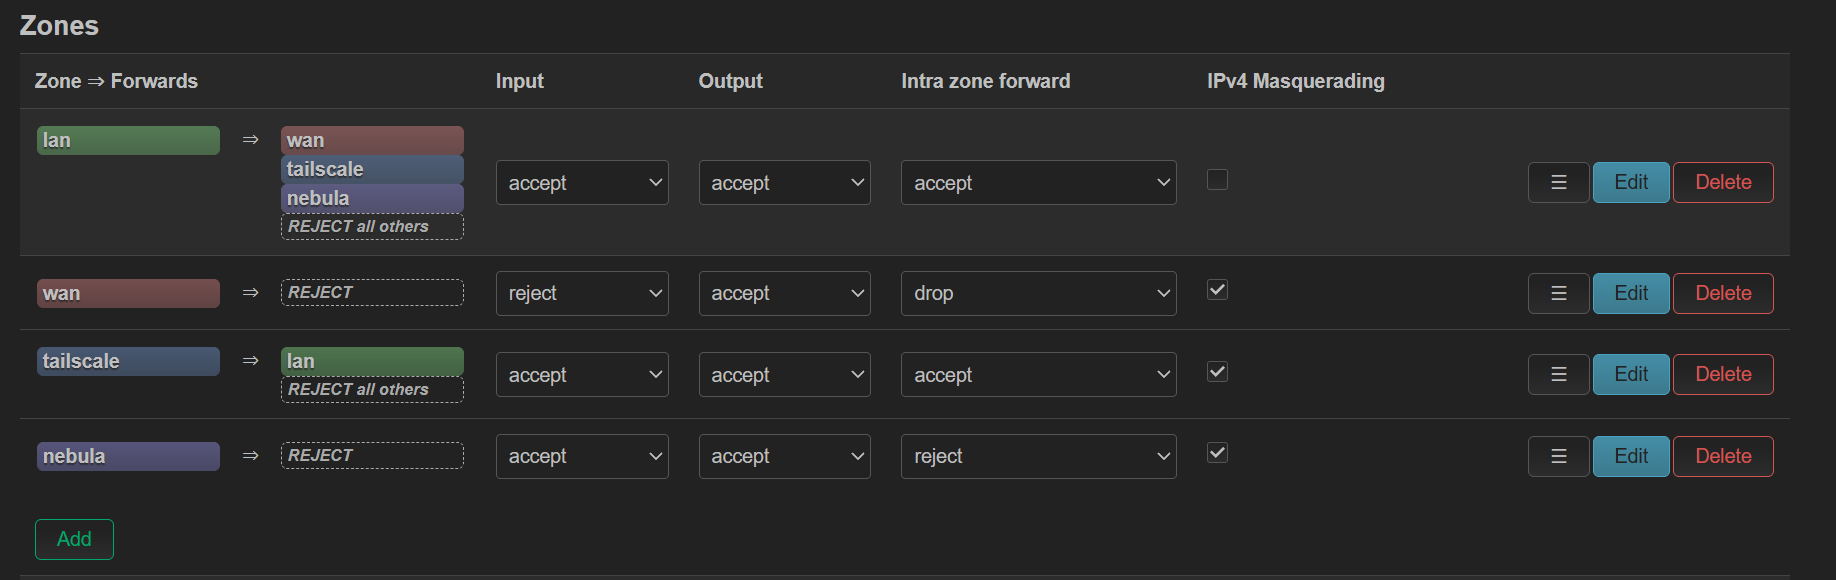 Zones
Zone ⇒ Forwards Input Output Intra zone forward IPv4 Masquerading
lan ⇒ wan
tailscale
nebula
REJECT all others
accept accept accept ☰ Edit Delete
wan ⇒ REJECT reject accept drop ☰ Edit Delete
tailscale ⇒ lan
REJECT all others
accept accept accept ☰ Edit Delete
nebula ⇒ REJECT accept accept reject ☰ Edit Delete
Add